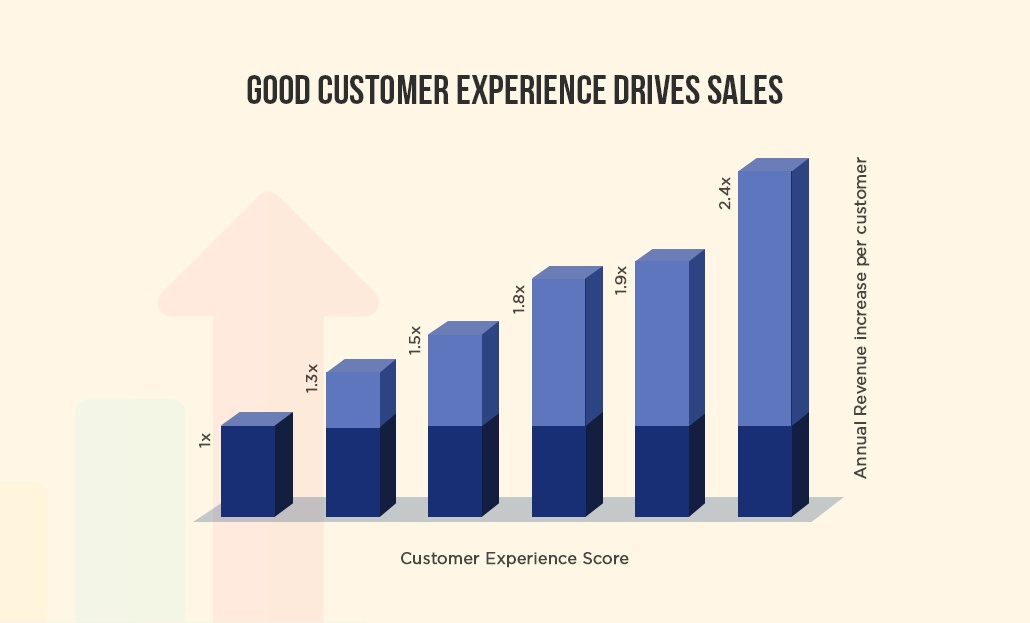 GOOD CUSTOMER EXPERIENCE DRIVES SALES
1x
1.3x
1.5x
1.8x
1.9x
2.4x
Annual Revenue increase per customer
Customer Experience Score